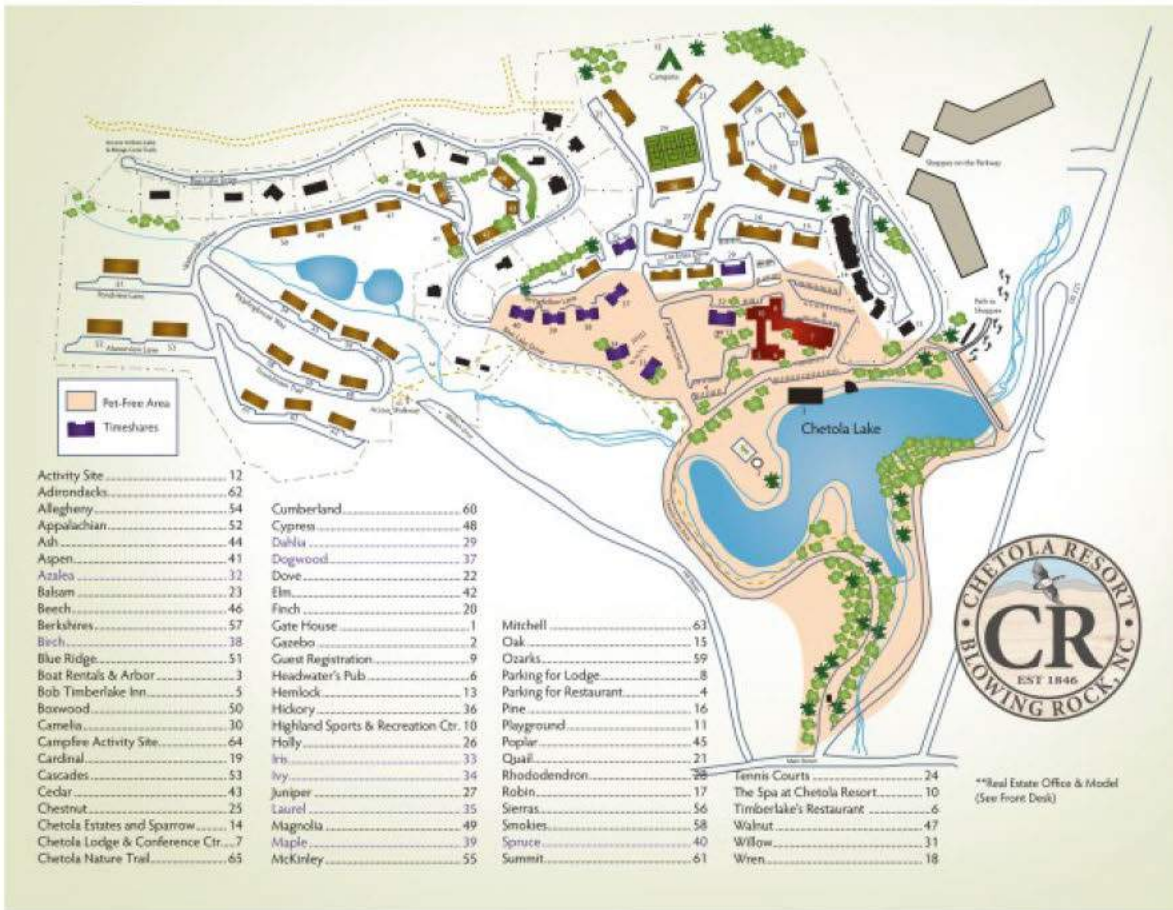 Campsite
Shoppes on the Parkway
Path to
Shoppes
Chetola Lake
Main Street
Pet-Free Area
Timeshares
Activity Site 12
Adirondacks 62
Allegheny 54
Appalachian 52
Ash 44
Aspen 41
Azalea 32
Balsam 23
Beech 46
Berkshires 57
Birch 38
Blue Ridge 51
Boat Rentals & Arbor 3
Bob Timberlake Inn 5
Boxwood 50
Camelia 30
Campfire Activity Site 64
Cardinal 19
Cascades 53
Cedar 43
Chestnut 25
Chetola Estates and Sparrow 14
Chetola Lodge & Conference Ctr. 7
Chetola Nature Trail 65
Cumberland 60
Cypress 48
Dahlia 29
Dogwood 37
Dove 22
Elm 42
Finch 20
Gate House 1
Gazebo 2
Guest Registration 9
Headwater's Pub 6
Hemlock 13
Hickory 36
Highland Sports & Recreation Ctr. 10
Holly 26
Iris 33
Ivy 34
Juniper 27
Laurel 35
Magnolia 49
Maple 39
McKinley 55
Mitchell 63
Oak 15
Ozarks 59
Parking for Lodge 8
Parking for Restaurant 4
Pine 16
Playground 11
Poplar 45
Quail 21
Rhododendron 28
Robin 17
Sierras 56
Smokies 58
Spruce 40
Summit 61
Tennis Courts 24
The Spa at Chetola Resort 10
Timberlake's Restaurant 6
Walnut 47
Willow 31
Wren 18
CHETOLA RESORT
CR
EST 1846
BLOWING ROCK, NC
**Real Estate Office & Model
(See Front Desk)